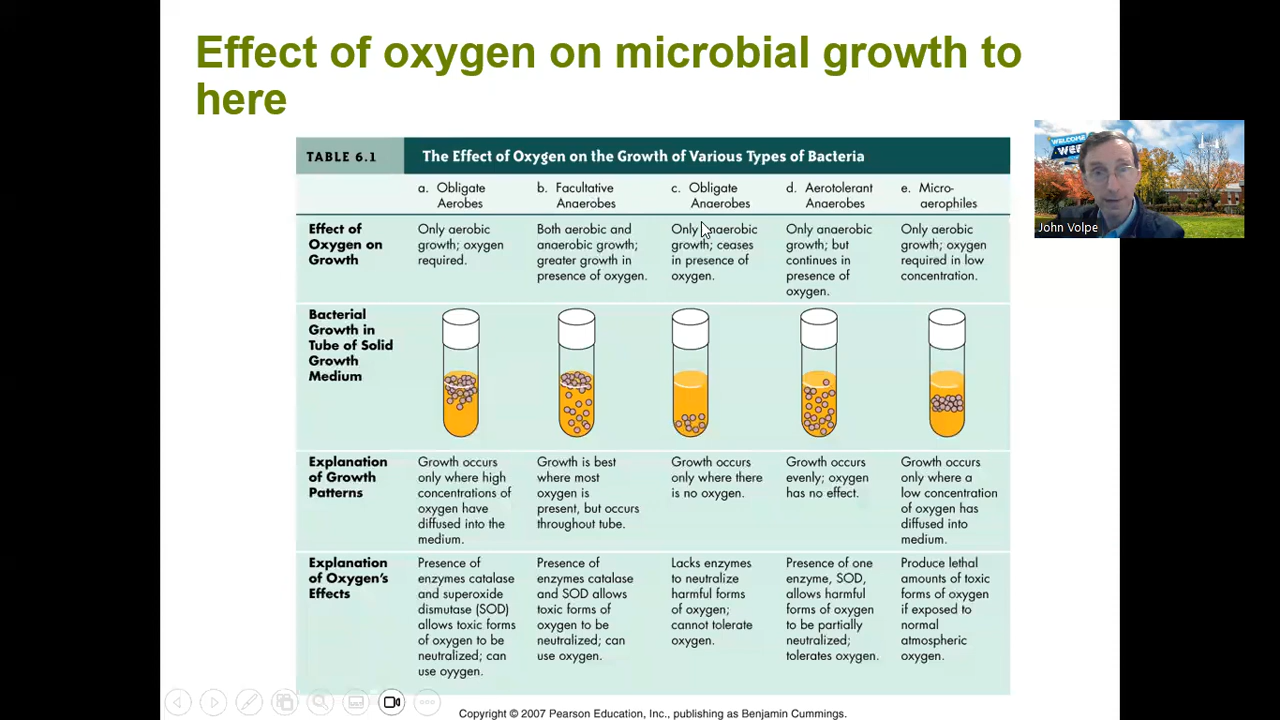 Effect of oxygen on microbial growth to
here
TABLE 6.1
The Effect of Oxygen on the Growth of Various Types of Bacteria
a. Obligate
Aerobes
b. Facultative
Anaerobes
c. Obligate
Anaerobes
d. Aerotolerant
Anaerobes
e. Micro-
aerophiles
Effect of
Oxygen on
Growth
Only aerobic
growth; oxygen
required.
Both aerobic and
anaerobic growth;
greater growth in
presence of oxygen.
Only anaerobic
growth; ceases
in presence of
oxygen.
Only anaerobic
growth; but
continues in
presence of
oxygen.
Only aerobic
growth; oxygen
required in low
concentration.
Bacterial
Growth in
Tube of Solid
Growth
Medium
Explanation
of Growth
Patterns
Growth occurs
only where high
concentrations of
oxygen have
diffused into the
medium.
Growth is best
where most
oxygen is
present, but occurs
throughout tube.
Growth occurs
only where there
is no oxygen.
Growth occurs
evenly; oxygen
has no effect.
Growth occurs
only where a
low concentration
of oxygen has
diffused into
medium.
Explanation
of Oxygen's
Effects
Presence of
enzymes catalase
and superoxide
dismutase (SOD)
allows toxic forms
of oxygen to be
neutralized; can
use oyygen.
Presence of
enzymes catalase
and SOD allows
toxic forms of
oxygen to be
neutralized; can
use oxygen.
Lacks enzymes
to neutralize
harmful forms
of oxygen;
cannot tolerate
oxygen.
Presence of one
enzyme, SOD,
allows harmful
forms of oxygen
to be partially
neutralized;
tolerates oxygen.
Produce lethal
amounts of toxic
forms of oxygen
if exposed to
normal
atmospheric
oxygen.
Copyright © 2007 Pearson Education, Inc., publishing as Benjamin Cummings.
WELCOME
WEE
John Volpe